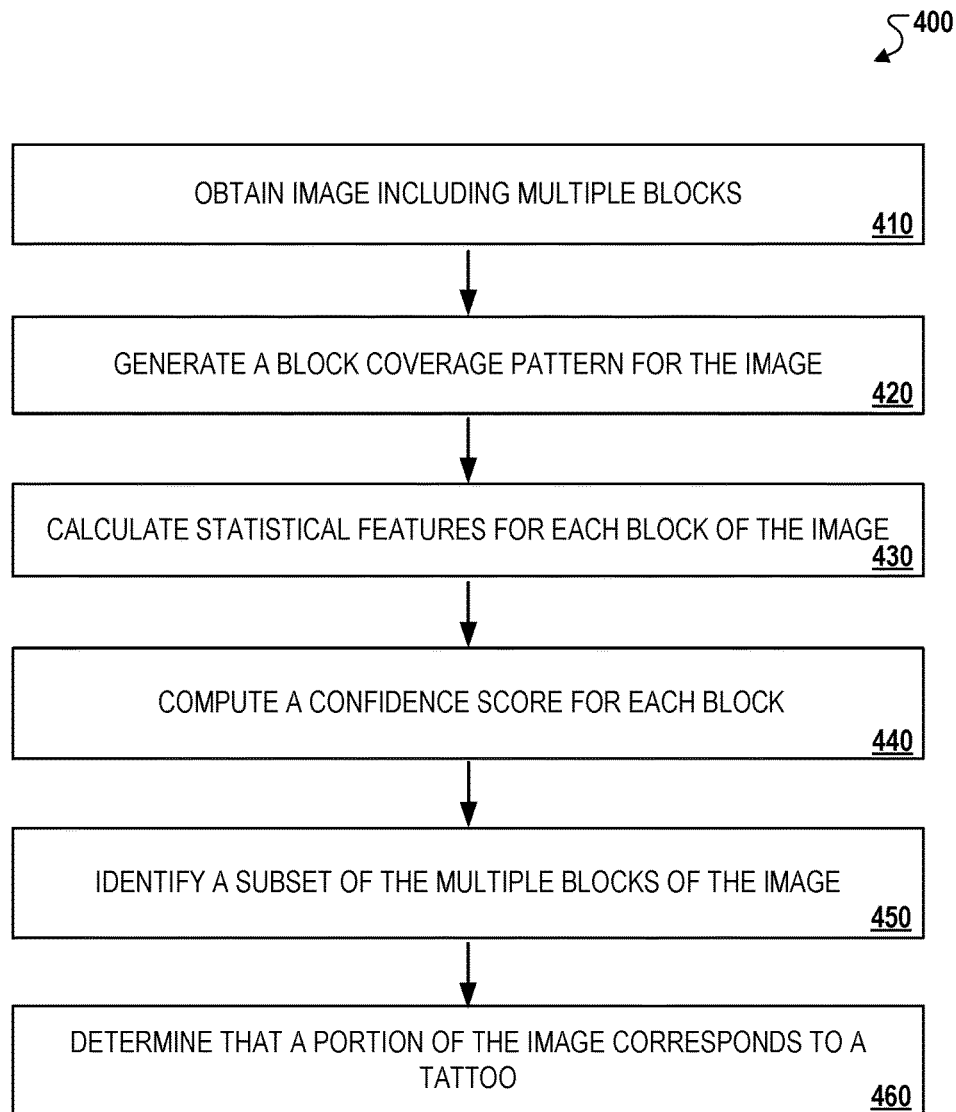 400
OBTAIN IMAGE INCLUDING MULTIPLE BLOCKS
410
GENERATE A BLOCK COVERAGE PATTERN FOR THE IMAGE
420
CALCULATE STATISTICAL FEATURES FOR EACH BLOCK OF THE IMAGE
430
COMPUTE A CONFIDENCE SCORE FOR EACH BLOCK
440
IDENTIFY A SUBSET OF THE MULTIPLE BLOCKS OF THE IMAGE
450
DETERMINE THAT A PORTION OF THE IMAGE CORRESPONDS TO A
TATTOO
460